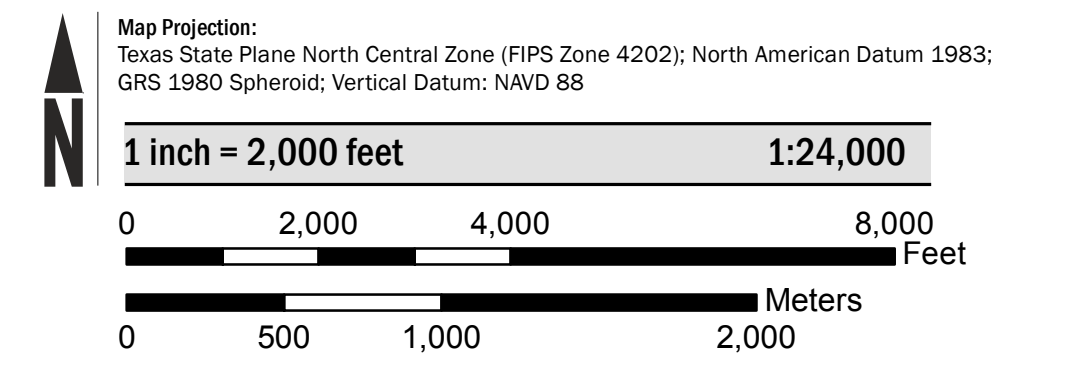 Map Projection:
Texas State Plane North Central Zone (FIPS Zone 4202); North American Datum 1983;
GRS 1980 Spheroid; Vertical Datum: NAVD 88
N
1 inch = 2,000 feet 1:24,000
0 2,000 4,000 8,000
Feet
Meters
0 500 1,000 2,000